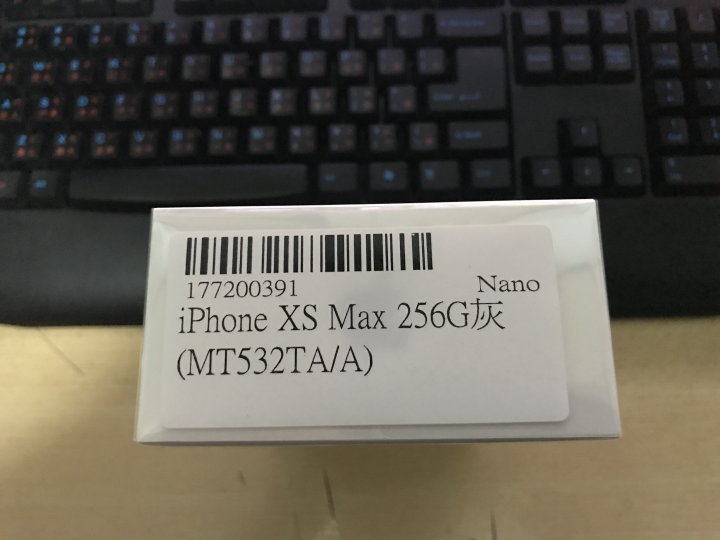 177200391 Nano
iPhone XS Max 256G灰
(MT532TA/A)